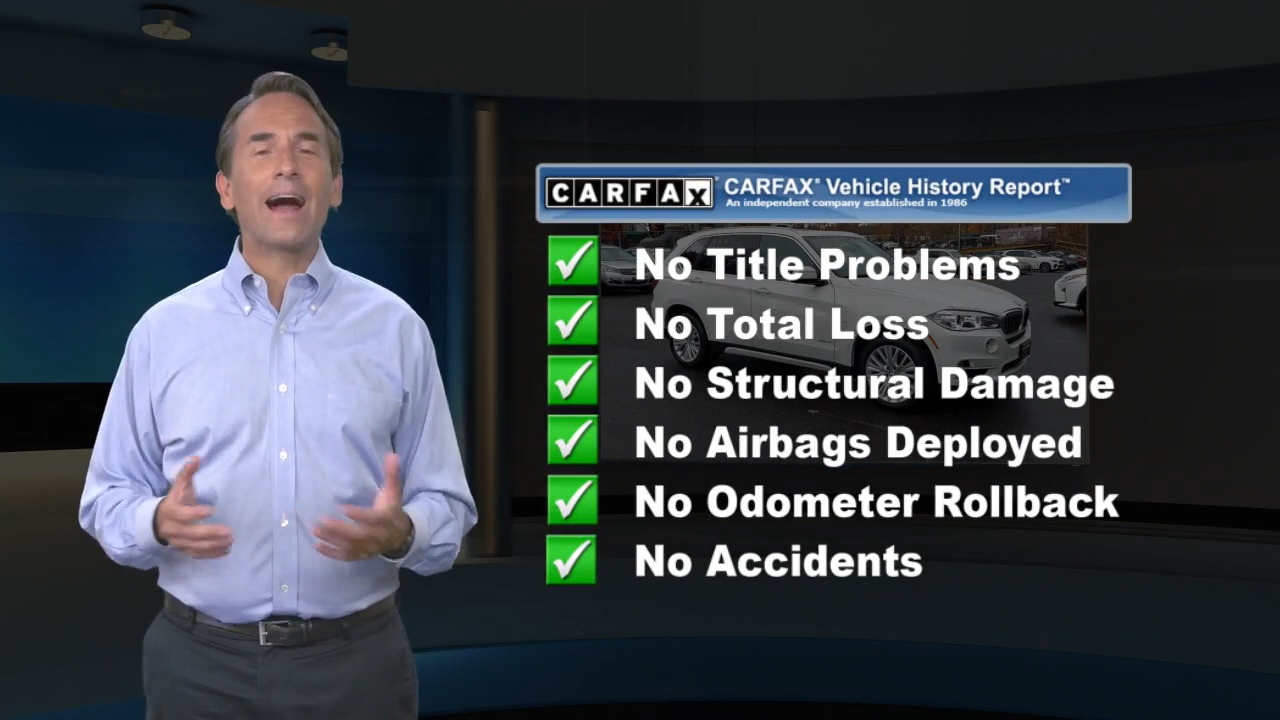 CARFAX CARFAX® Vehicle History Report™
An independent company established in 1986
No Title Problems
No Total Loss
No Structural Damage
No Airbags Deployed
No Odometer Rollback
No Accidents